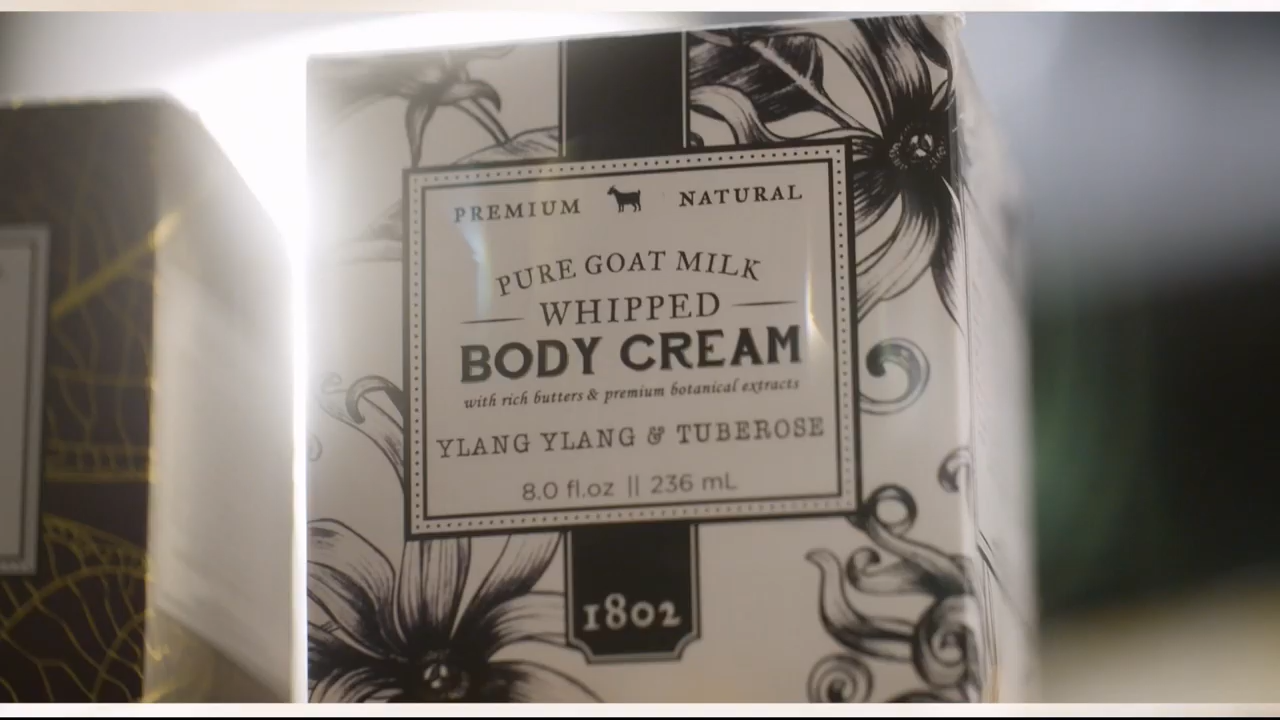 PREMIUM NATURAL
PURE GOAT MILK
WHIPPED
BODY CREAM
with rich butters & premium botanical extracts
YLANG YLANG & TUBEROSE
8.0 fl.oz || 236 mL
1802